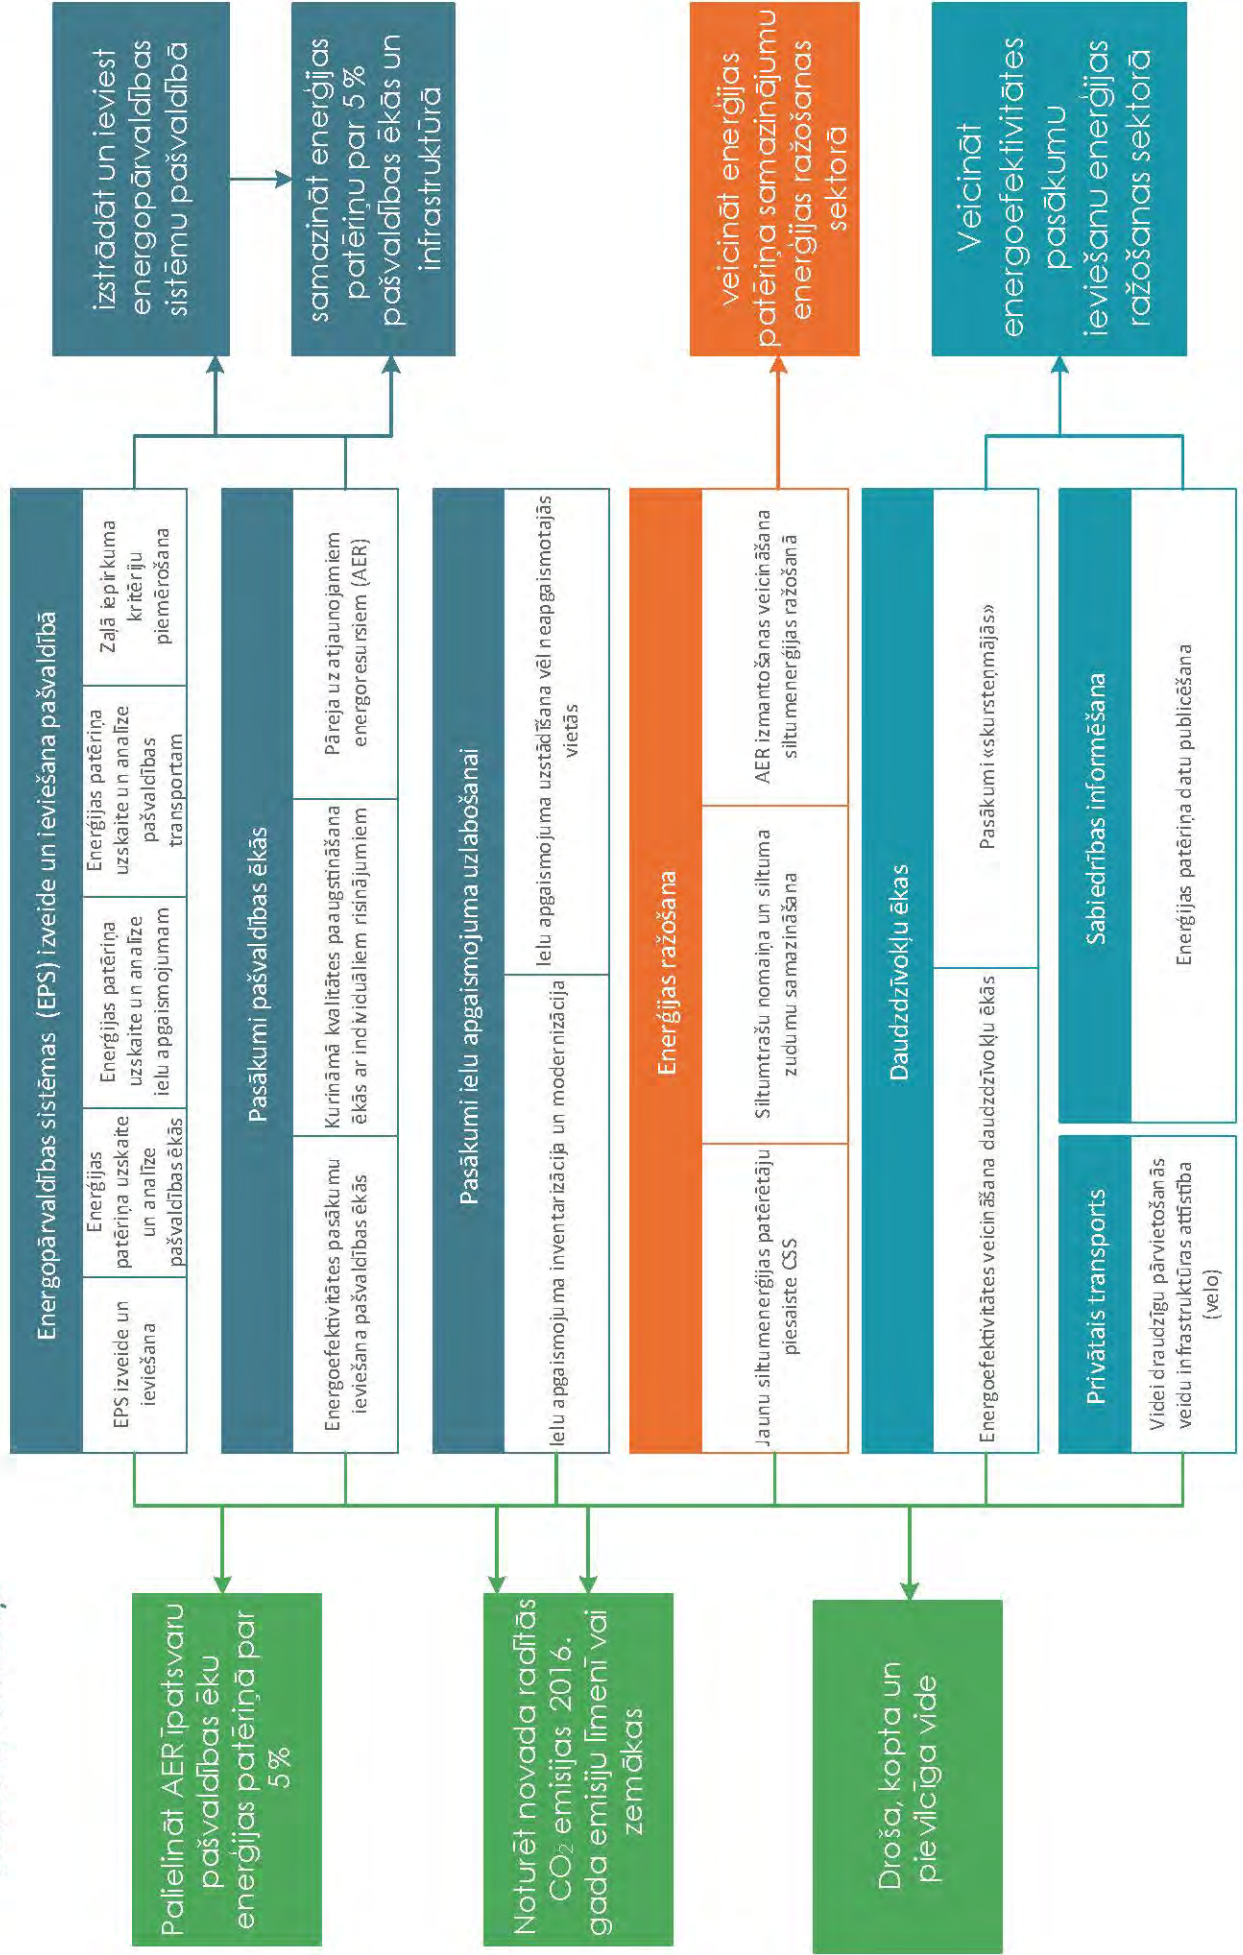 Palielināt AER īpatsvaru
pašvaldības ēku
enerģijas patēriņā par
5%
Noturēt novada radītās
CO₂ emisijas 2016.
gada emisiju līmenī vai
zemākas
Droša, kopta un
pievilcīga vide
Energopārvaldības sistēmas (EPS) izveide un ieviešana pašvaldībā
EPS izveide un
ieviešana
Enerģijas
patēriņa uzskaite
un analīze
pašvaldības ēkās
Enerģijas patēriņa
uzskaite un analīze
ielu apgaismojumam
Enerģijas patēriņa
uzskaite un analīze
pašvaldības
transportam
Zaļā iepirkuma
kritēriju
piemērošana
Pasākumi pašvaldības ēkās
Energoefektivitātes pasākumu
ieviešana pašvaldības ēkās
Kurināmā kvalitātes paaugstināšana
ēkās ar individuāliem risinājumiem
Pāreja uz atjaunojamiem
energoresursiem (AER)
Pasākumi ielu apgaismojuma uzlabošanai
Ielu apgaismojuma inventarizācija un modernizācija
Ielu apgaismojuma uzstādīšana vēl neapgaismotajās
vietās
Enerģijas ražošana
Jaunu siltumenerģijas patērētāju
piesaiste CSS
Siltumtrašu nomaiņa un siltuma
zudumu samazināšana
AER izmantošanas veicināšana
siltumenerģijas ražošanā
Daudzdzīvokļu ēkas
Energoefektivitātes veicināšana daudzdzīvokļu ēkās
Pasākumi «skursteņmājās»
Privātais transports
Videi draudzīgu pārvietošanās
veidu infrastruktūras attīstība
(velo)
Sabiedrības informēšana
Enerģijas patēriņa datu publicēšana
izstrādāt un ieviest
energopārvaldības
sistēmu pašvaldībā
samazināt enerģijas
patēriņu par 5%
pašvaldības ēkās un
infrastruktūrā
veicināt enerģijas
patēriņa samazinājumu
enerģijas ražošanas
sektorā
Veicināt
energoefektivitātes
pasākumu
ieviešanu enerģijas
ražošanas sektorā